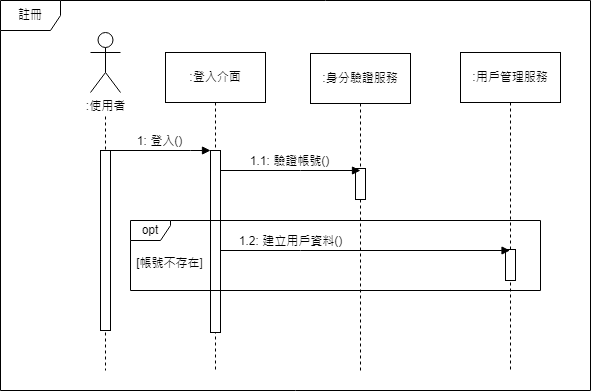 註冊
:使用者
:登入介面
:身分驗證服務
:用戶管理服務
1: 登入()
1.1: 驗證帳號()
opt
1.2: 建立用戶資料()
[帳號不存在]